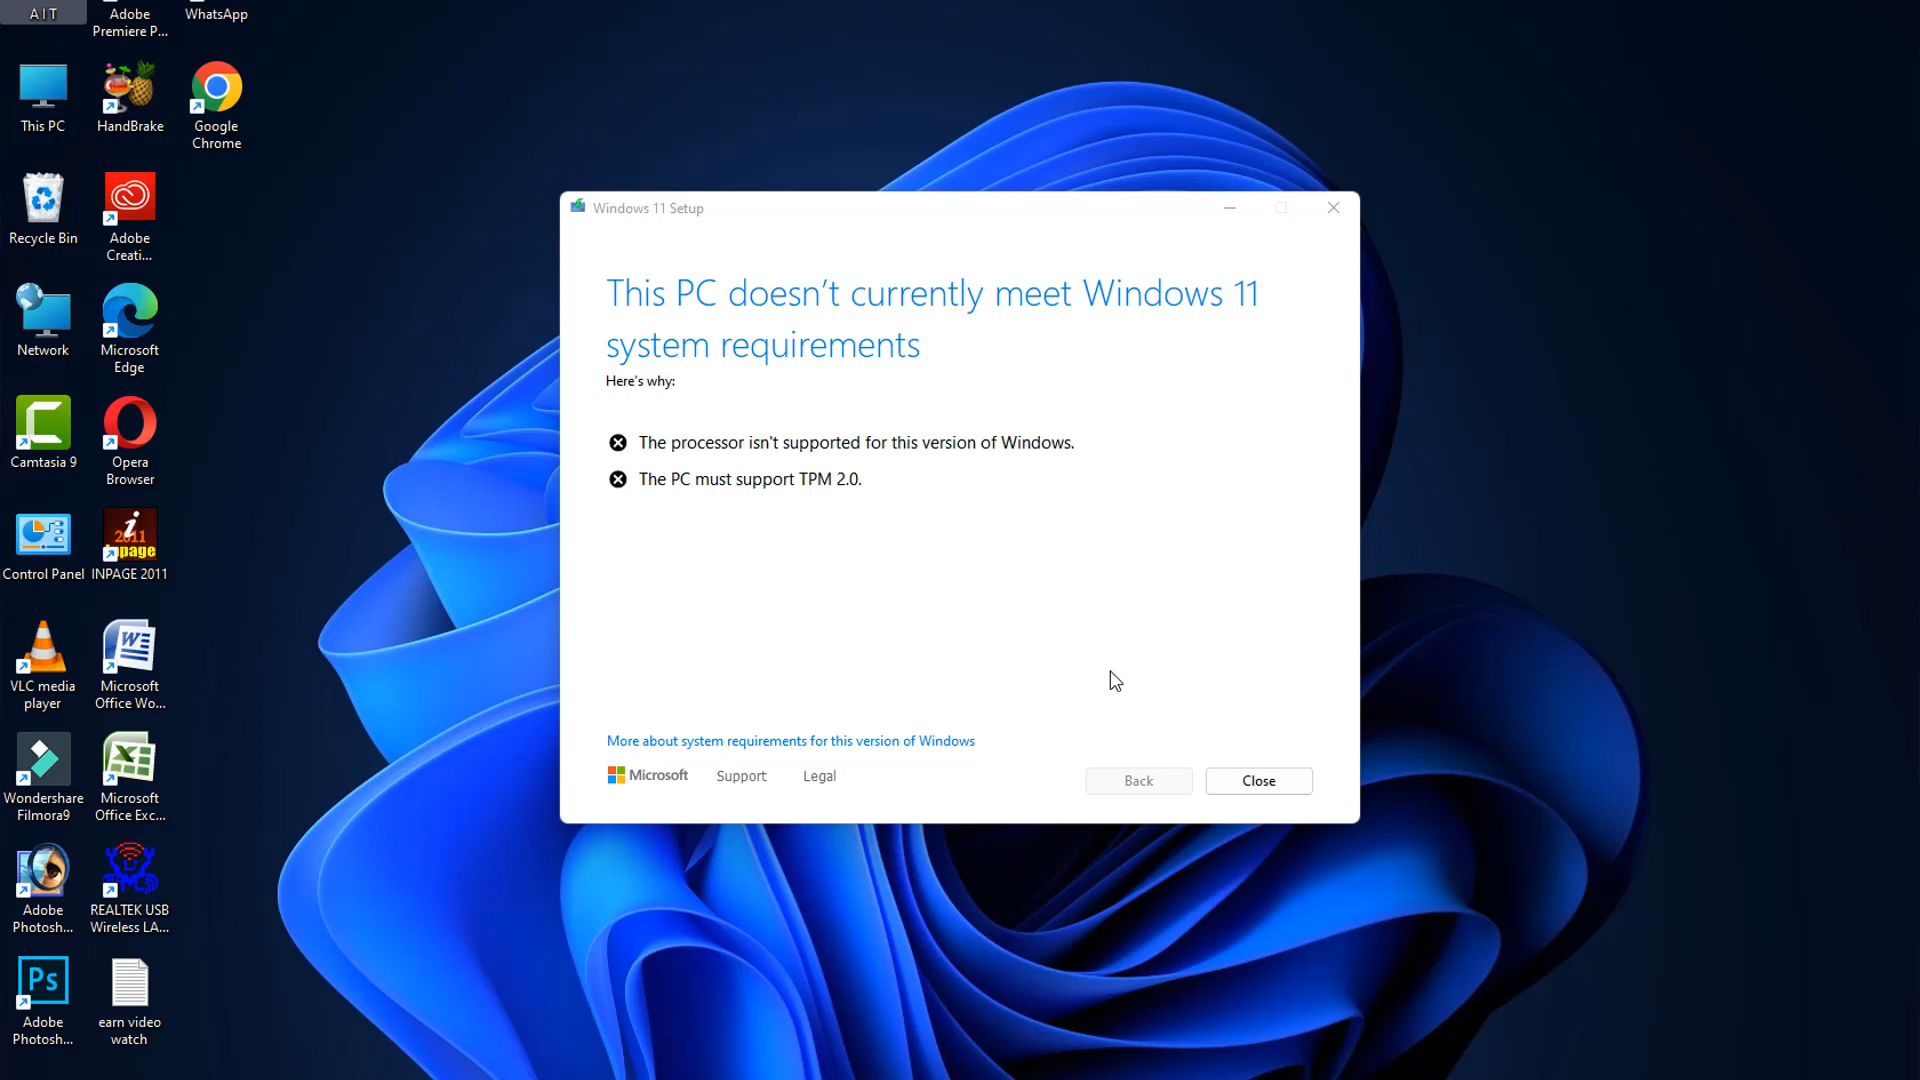 A I T
Adobe
Premiere P...
WhatsApp
This PC
HandBrake
Google
Chrome
Recycle Bin
Adobe
Creati...
Network
Microsoft
Edge
Camtasia 9
Opera
Browser
Control Panel
2011
inpage
INPAGE 2011
VLC media
player
Microsoft
Office Wo...
Wondershare
Filmora9
Microsoft
Office Exc...
Adobe
Photosh...
REALTEK USB
Wireless LA...
Ps
Adobe
Photosh...
earn video
watch
Windows 11 Setup
This PC doesn’t currently meet Windows 11
system requirements
Here's why:
The processor isn't supported for this version of Windows.
The PC must support TPM 2.0.
More about system requirements for this version of Windows
Microsoft
Support
Legal
Back
Close